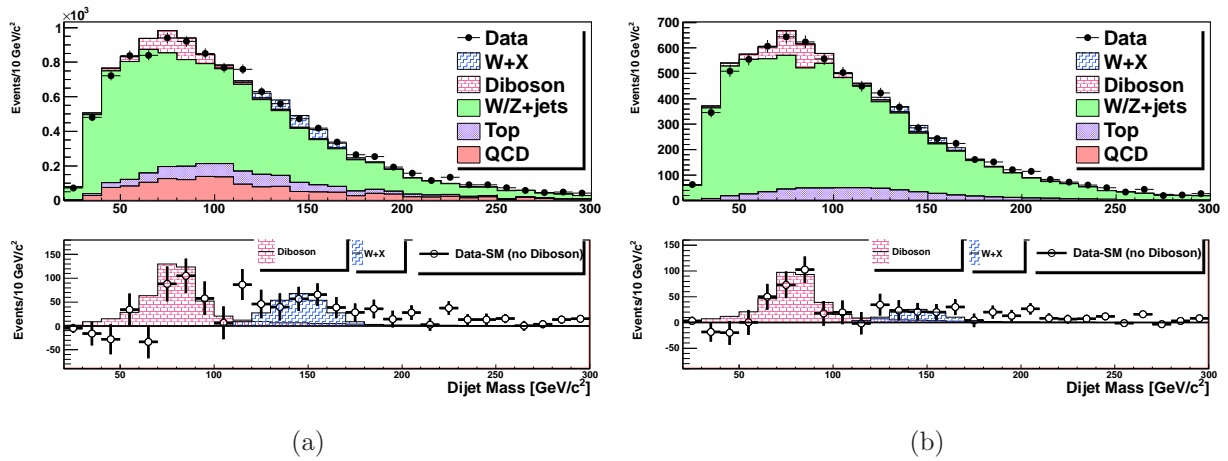 ×10³
Events/10 GeV/c²
1
0.8
0.6
0.4
0.2
0
50 100 150 200 250 300
Data
W+X
Diboson
W/Z+jets
Top
QCD
Events/10 GeV/c²
150
100
50
0
-50
Diboson
W+X
Data-SM (no Diboson)
50 100 150 200 250 300
Dijet Mass [GeV/c²]
(a)
Events/10 GeV/c²
700
600
500
400
300
200
100
0
50 100 150 200 250 300
Data
W+X
Diboson
W/Z+jets
Top
QCD
Events/10 GeV/c²
150
100
50
0
-50
Diboson
W+X
Data-SM (no Diboson)
50 100 150 200 250 300
Dijet Mass [GeV/c²]
(b)